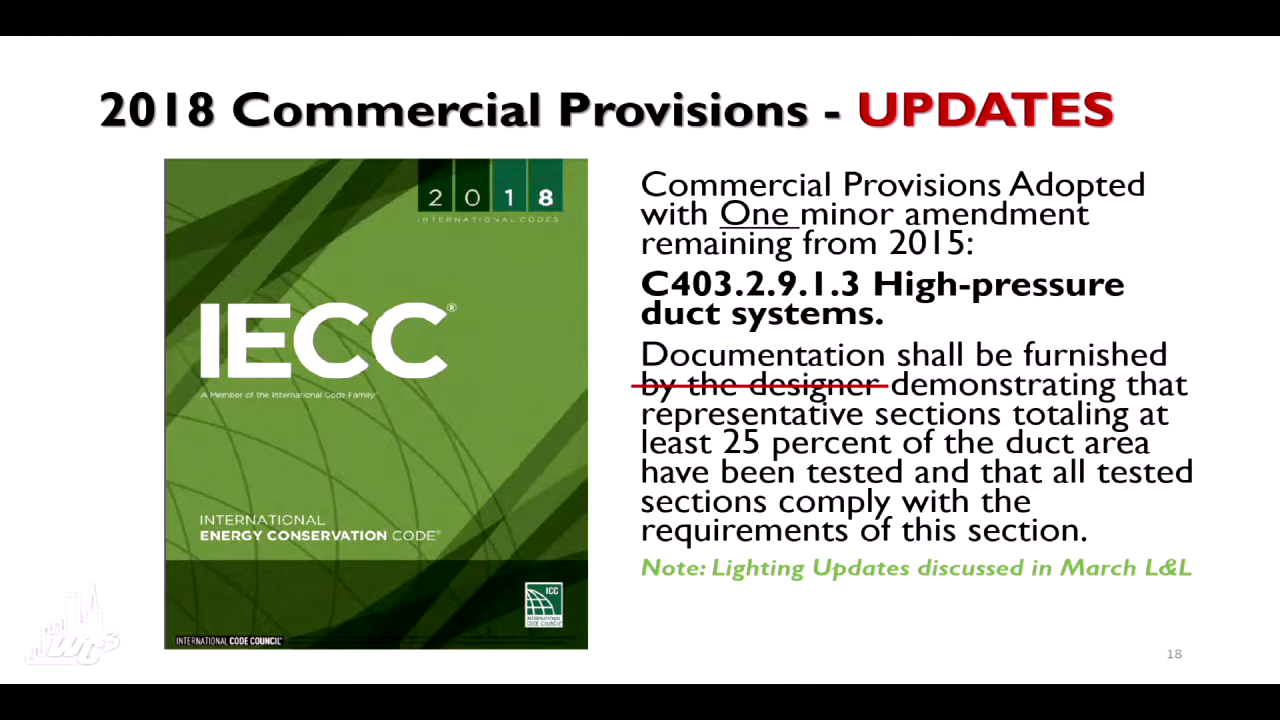 2018 Commercial Provisions - UPDATES
2 0 1 8
INTERNATIONAL CODES
IECC®
A Member of the International Code Family
INTERNATIONAL
ENERGY CONSERVATION CODE®
ICC
INTERNATIONAL
CODE COUNCIL
INTERNATIONAL CODE COUNCIL
Commercial Provisions Adopted
with One minor amendment
remaining from 2015:
C403.2.9.1.3 High-pressure
duct systems.
Documentation shall be furnished
by the designer demonstrating that
representative sections totaling at
least 25 percent of the duct area
have been tested and that all tested
sections comply with the
requirements of this section.
Note: Lighting Updates discussed in March L&L
18